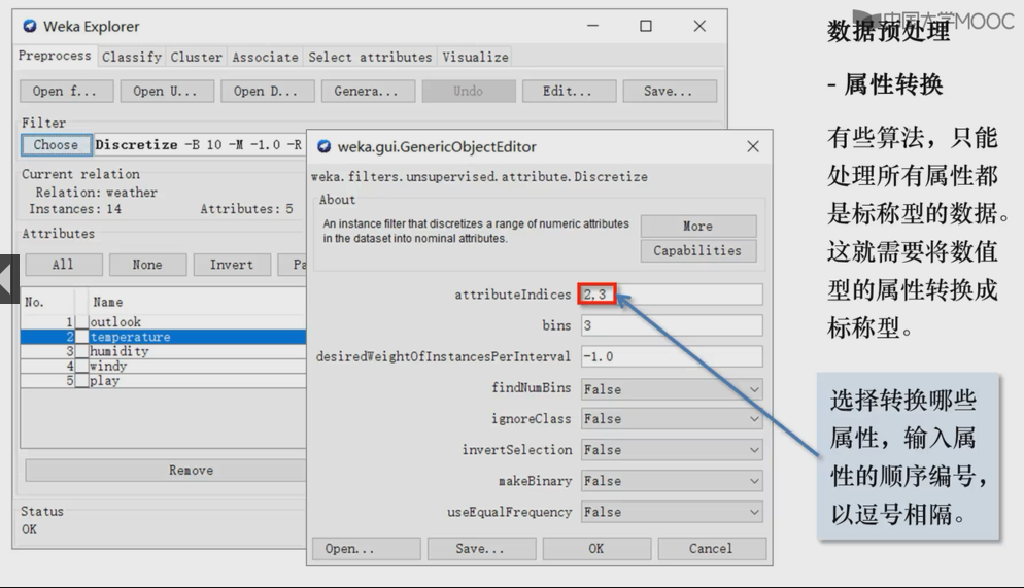 Weka Explorer
Preprocess Classify Cluster Associate Select attributes Visualize
Open f... Open U... Open D... Genera... Undo Edit... Save...
Filter
Choose Discretize -B 10 -M -1.0 -R
Current relation
Relation: weather
Instances: 14 Attributes: 5
Attributes
All None Invert Pa
No. Name
1 outlook
2 temperature
3 humidity
4 windy
5 play
Remove
Status
OK
weka.gui.GenericObjectEditor
weka.filters.unsupervised.attribute.Discretize
About
An instance filter that discretizes a range of numeric attributes
in the dataset into nominal attributes.
More
Capabilities
attributeIndices 2,3
bins 3
desiredWeightOfInstancesPerInterval -1.0
findNumBins False
ignoreClass False
invertSelection False
makeBinary False
useEqualFrequency False
Open... Save... OK Cancel
中国大学MOOC
数据预处理
- 属性转换
有些算法，只能
处理所有属性都
是标称型的数据。
这就需要将数值
型的属性转换成
标称型。
选择转换哪些
属性，输入属
性的顺序编号，
以逗号相隔。